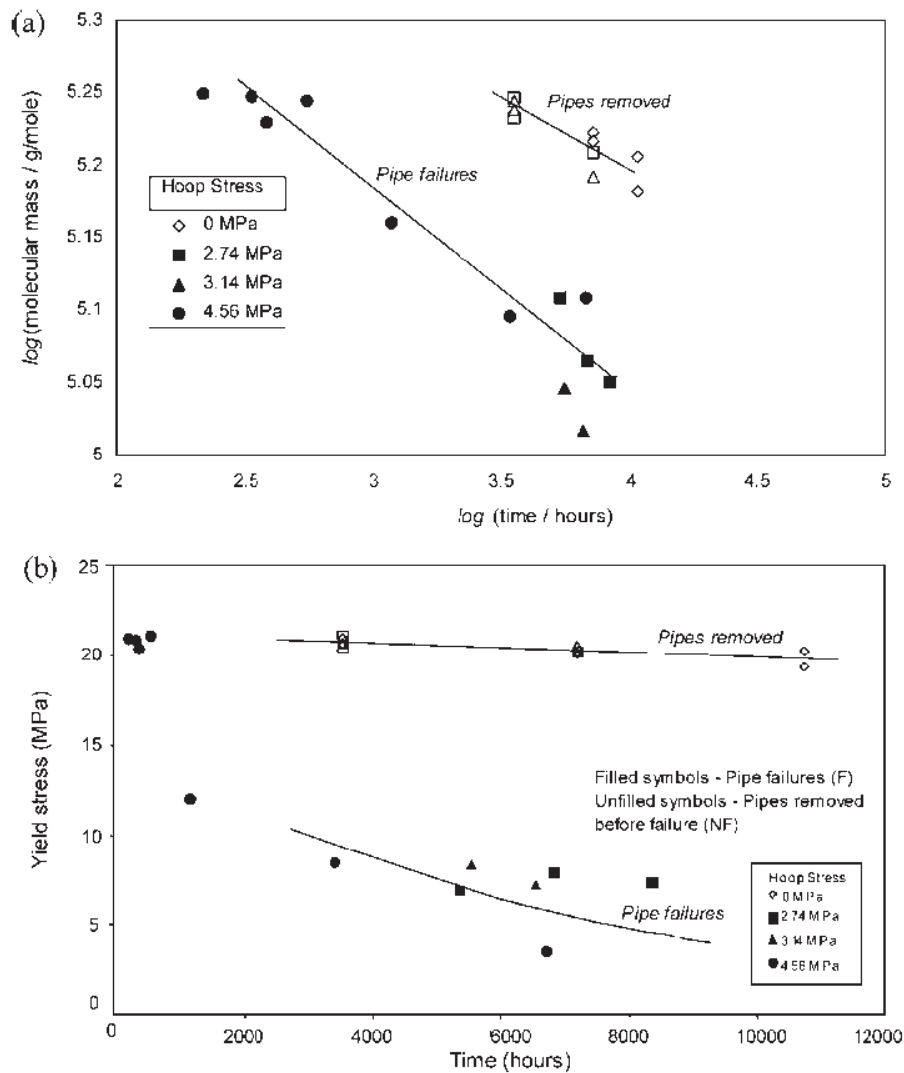 (a)
5.3
5.25
5.2
5.15
5.1
5.05
5
log (molecular mass / g/mole)
Pipes removed
Pipe failures
Hoop Stress
0 MPa
2.74 MPa
3.14 MPa
4.56 MPa
2 2.5 3 3.5 4 4.5 5
log (time / hours)
(b)
25
20
15
10
5
0
Yield stress (MPa)
Pipes removed
Filled symbols - Pipe failures (F)
Unfilled symbols - Pipes removed
before failure (NF)
Pipe failures
Hoop Stress
0 MPa
2.74 MPa
3.14 MPa
4.56 MPa
0 2000 4000 6000 8000 10000 12000
Time (hours)